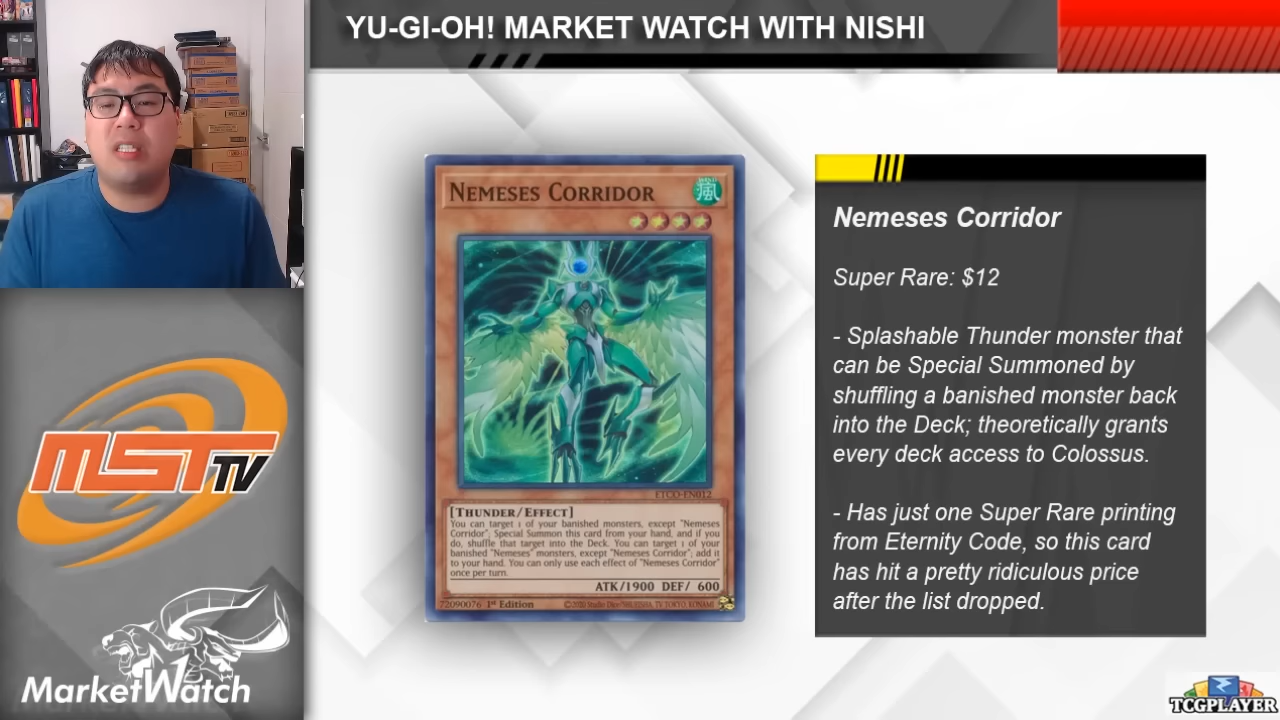 YU-GI-OH! MARKET WATCH WITH NISHI
NEMESES CORRIDOR
WIND
風
ETCO-EN012
[THUNDER/EFFECT]
You can target 1 of your banished monsters, except "Nemeses
Corridor"; Special Summon this card from your hand, and if you
do, shuffle that target into the Deck. You can target 1 of your
banished "Nemeses" monsters, except "Nemeses Corridor"; add it
to your hand. You can only use each effect of "Nemeses Corridor"
once per turn.
ATK/1900 DEF/ 600
72090076 1st Edition
Nemeses Corridor
Super Rare: $12
- Splashable Thunder monster that
can be Special Summoned by
shuffling a banished monster back
into the Deck; theoretically grants
every deck access to Colossus.
- Has just one Super Rare printing
from Eternity Code, so this card
has hit a pretty ridiculous price
after the list dropped.
MST TV
MarketWatch
TCGPLAYER